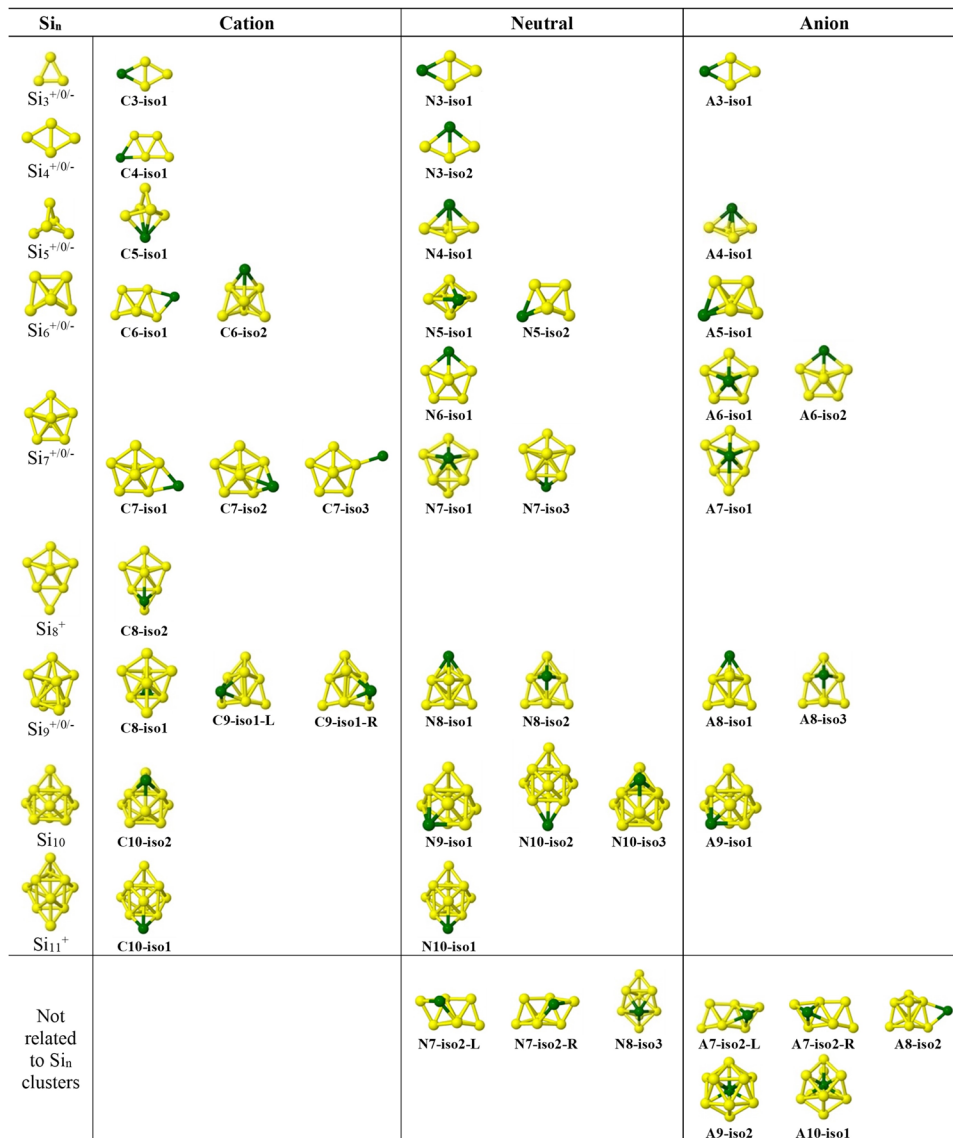 Siₙ Cation Neutral Anion
Si₃⁺/⁰/⁻ C3-iso1 N3-iso1 A3-iso1
Si₄⁺/⁰/⁻ C4-iso1 N3-iso2
Si₅⁺/⁰/⁻ C5-iso1 N4-iso1 A4-iso1
Si₆⁺/⁰/⁻ C6-iso1 C6-iso2 N5-iso1 N5-iso2 A5-iso1
N6-iso1 A6-iso1 A6-iso2
Si₇⁺/⁰/⁻
C7-iso1 C7-iso2 C7-iso3 N7-iso1 N7-iso3 A7-iso1
Si₈⁺ C8-iso2
Si₉⁺/⁰/⁻ C8-iso1 C9-iso1-L C9-iso1-R N8-iso1 N8-iso2 A8-iso1 A8-iso3
Si₁₀ C10-iso2 N9-iso1 N10-iso2 N10-iso3 A9-iso1
Si₁₁⁺ C10-iso1 N10-iso1
Not
related
to Siₙ
clusters
N7-iso2-L N7-iso2-R N8-iso3 A7-iso2-L A7-iso2-R A8-iso2
A9-iso2 A10-iso1